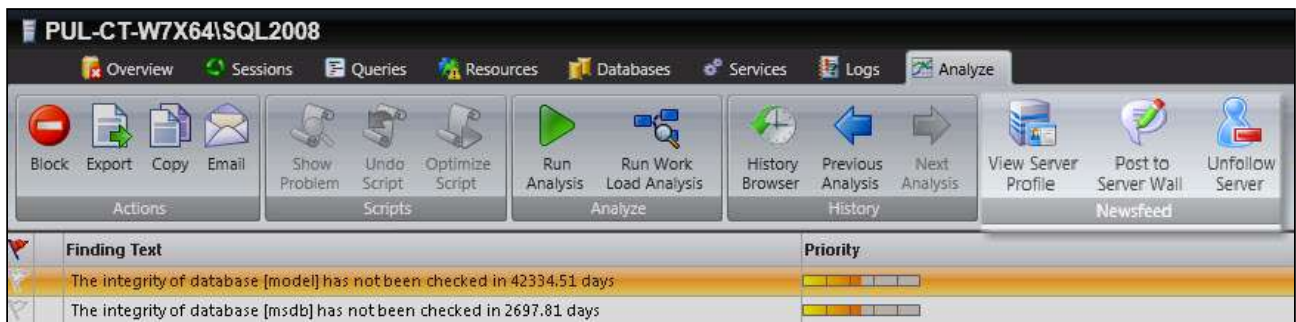 PUL-CT-W7X64\SQL2008
Overview Sessions Queries Resources Databases Services Logs Analyze
Block Export Copy Email Show Problem Undo Script Optimize Script Run Analysis Run Work Load Analysis History Browser Previous Analysis Next Analysis View Server Profile Post to Server Wall Unfollow Server
Actions Scripts Analyze History Newsfeed
Finding Text Priority
The integrity of database [model] has not been checked in 42334.51 days
The integrity of database [msdb] has not been checked in 2697.81 days